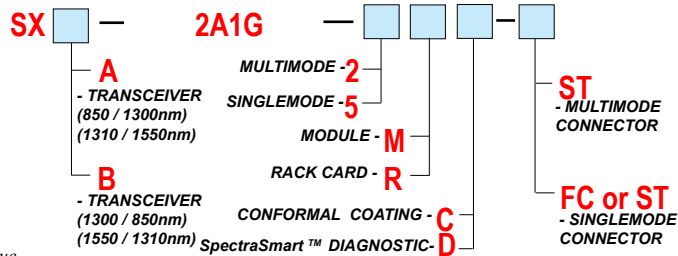 SX — 2A1G — —
A
- TRANSCEIVER
(850 / 1300nm)
(1310 / 1550nm)
B
- TRANSCEIVER
(1300 / 850nm)
(1550 / 1310nm)
MULTIMODE - 2
SINGLEMODE - 5
MODULE - M
RACK CARD - R
CONFORMAL COATING - C
SpectraSmart ™ DIAGNOSTIC- D
ST
- MULTIMODE
CONNECTOR
FC or ST
- SINGLEMODE
CONNECTOR